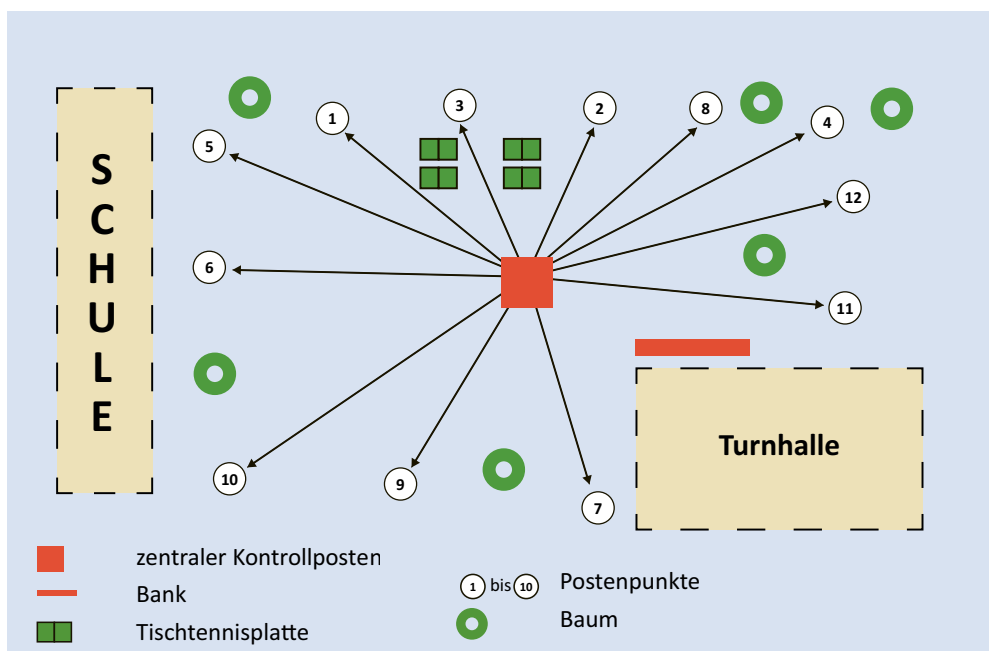 3
2
8
1
4
5
S
C
H
U
L
E
12
6
11
Turnhalle
10
9
7
zentraler Kontrollposten
Bank
Tischtennisplatte
1 bis 10 Postenpunkte
Baum